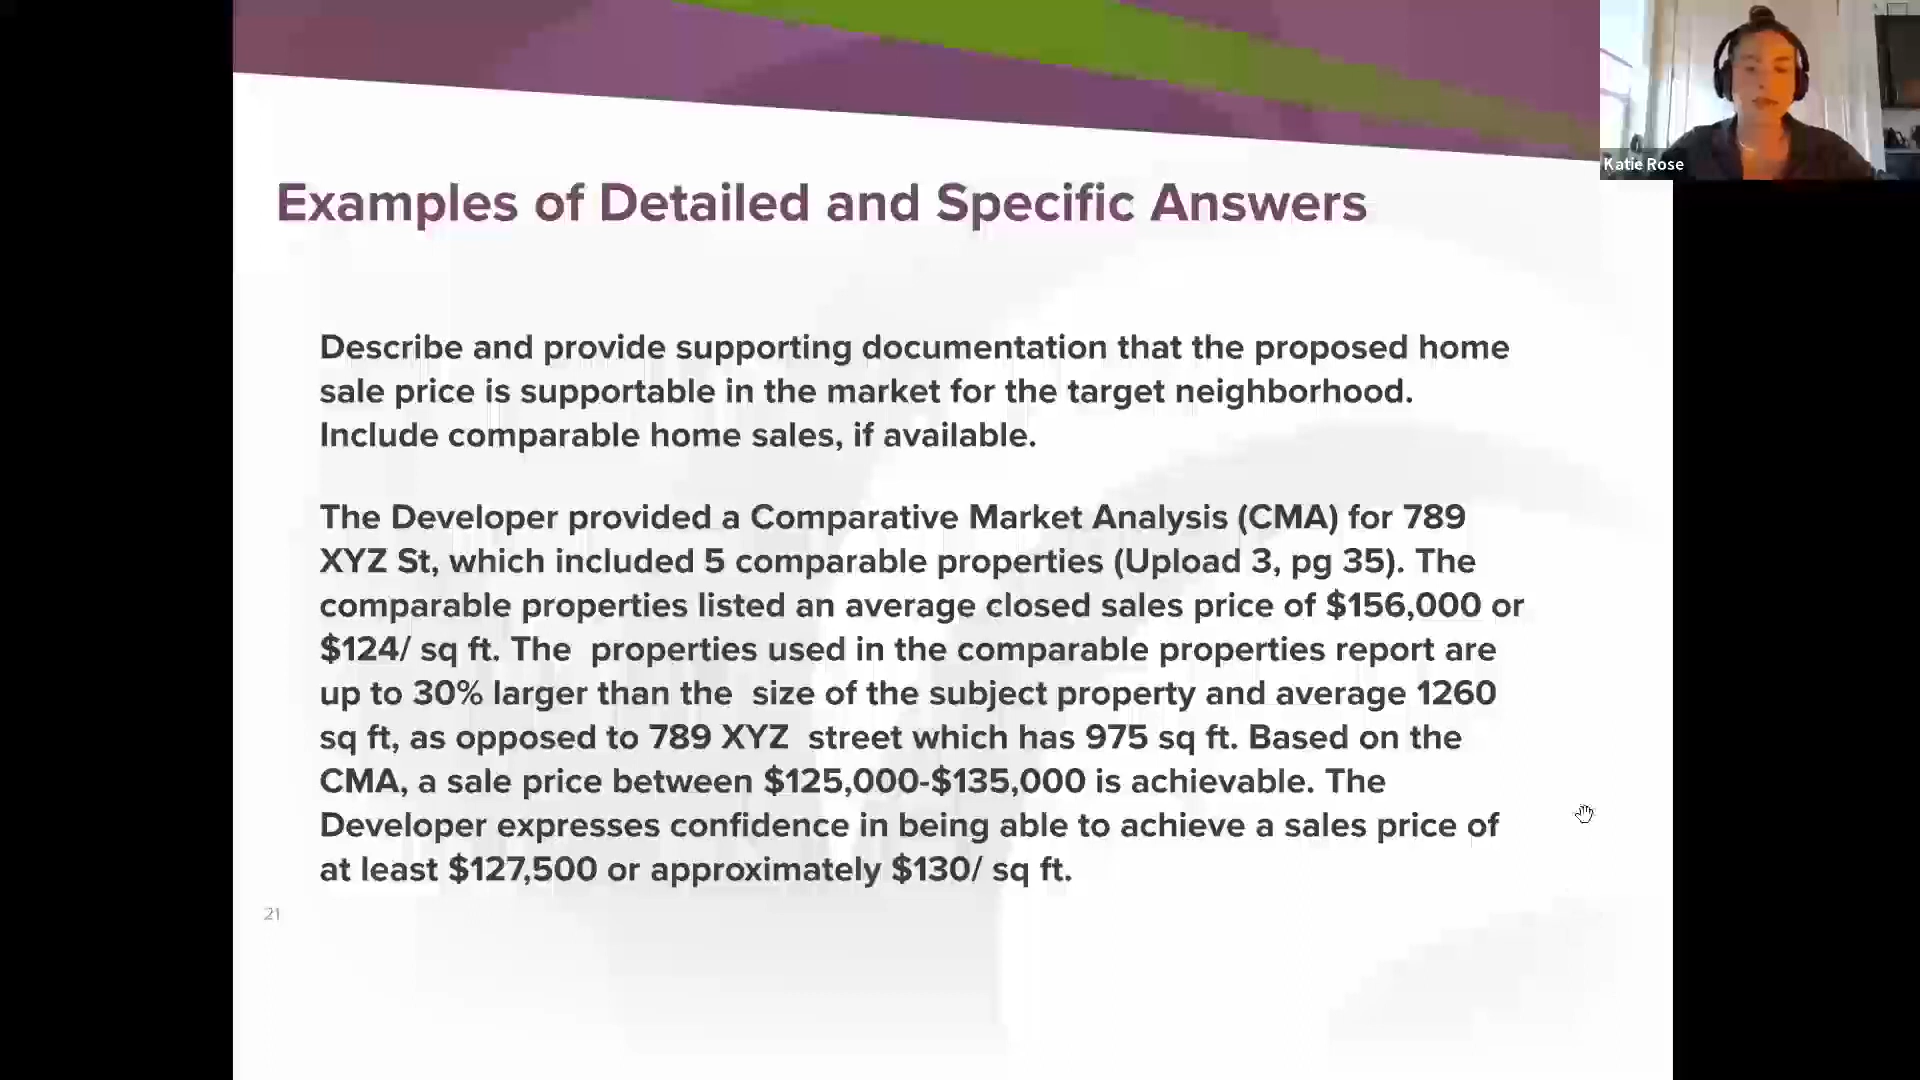 Katie Rose
Examples of Detailed and Specific Answers
Describe and provide supporting documentation that the proposed home
sale price is supportable in the market for the target neighborhood.
Include comparable home sales, if available.
The Developer provided a Comparative Market Analysis (CMA) for 789
XYZ St, which included 5 comparable properties (Upload 3, pg 35). The
comparable properties listed an average closed sales price of $156,000 or
$124/ sq ft. The  properties used in the comparable properties report are
up to 30% larger than the  size of the subject property and average 1260
sq ft, as opposed to 789 XYZ  street which has 975 sq ft. Based on the
CMA, a sale price between $125,000-$135,000 is achievable. The
Developer expresses confidence in being able to achieve a sales price of
at least $127,500 or approximately $130/ sq ft.
21